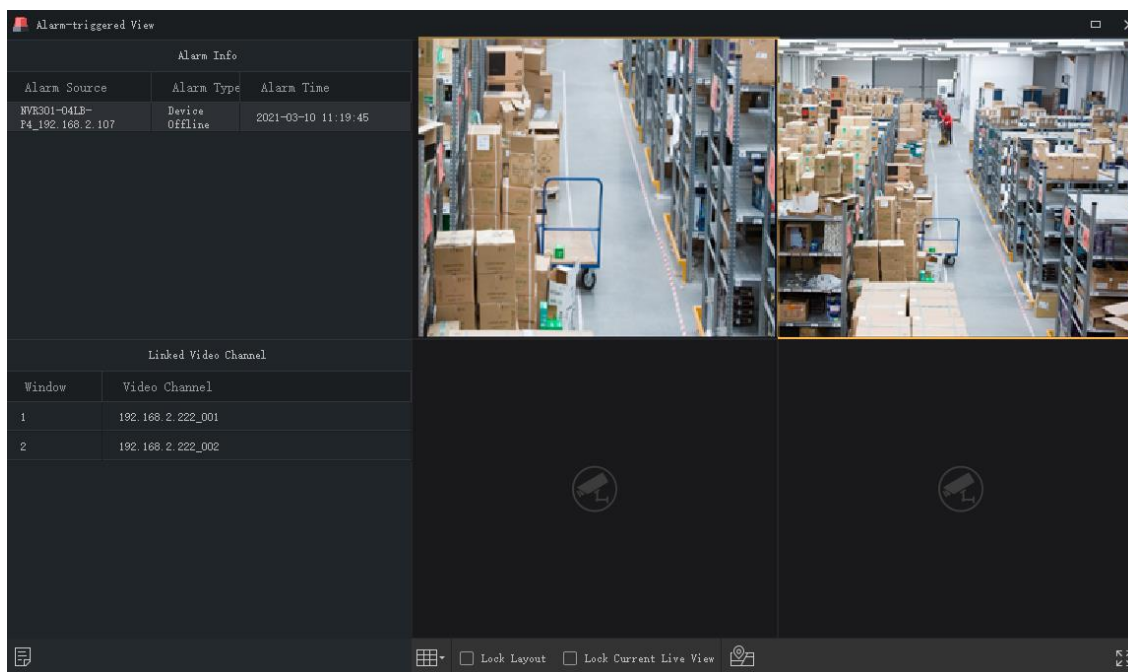 Alarm-triggered View
Alarm Info
Alarm Source Alarm Type Alarm Time
NVR301-04LB-
P4_192.168.2.107
Device
Offline
2021-03-10 11:19:45
Linked Video Channel
Window Video Channel
1 192.168.2.222_001
2 192.168.2.222_002
Lock Layout Lock Current Live View